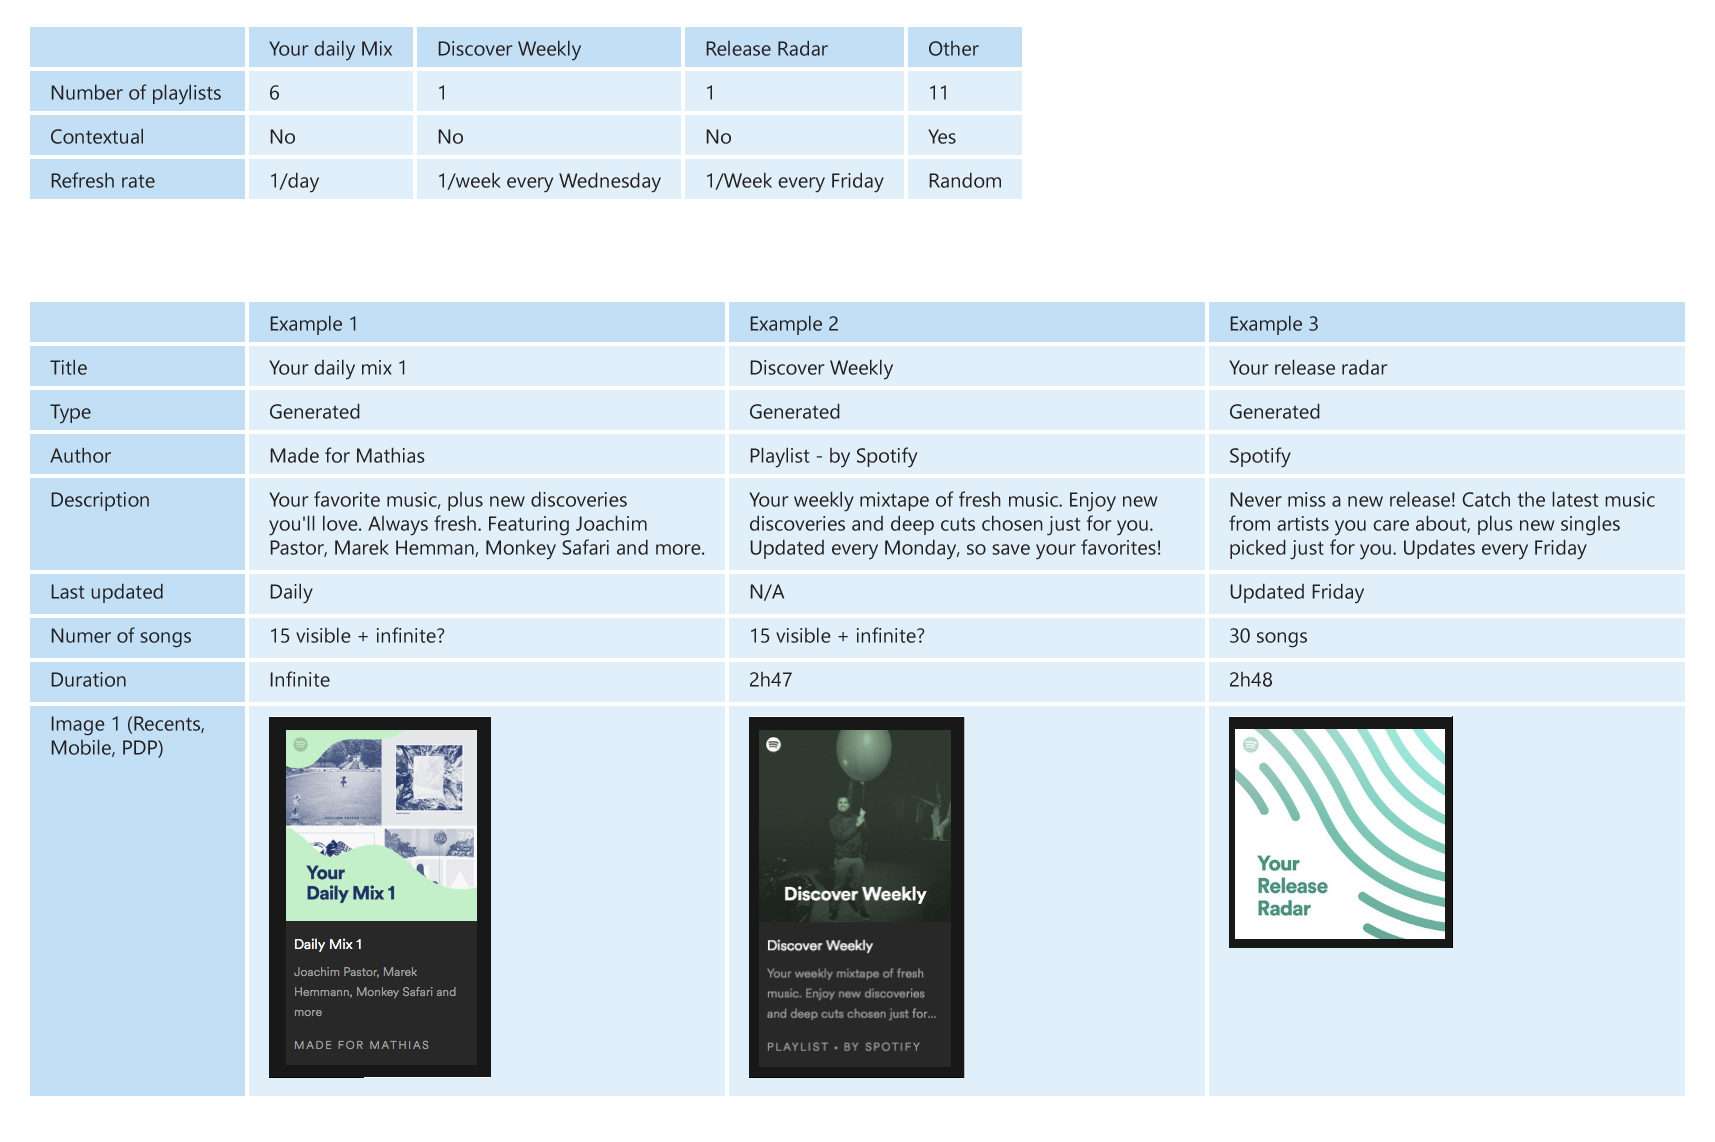 Your daily Mix Discover Weekly Release Radar Other
Number of playlists 6 1 1 11
Contextual No No No Yes
Refresh rate 1/day 1/week every Wednesday 1/Week every Friday Random
Example 1 Example 2 Example 3
Title Your daily mix 1 Discover Weekly Your release radar
Type Generated Generated Generated
Author Made for Mathias Playlist - by Spotify Spotify
Description
Your favorite music, plus new discoveries
you'll love. Always fresh. Featuring Joachim
Pastor, Marek Hemman, Monkey Safari and more.
Your weekly mixtape of fresh music. Enjoy new
discoveries and deep cuts chosen just for you.
Updated every Monday, so save your favorites!
Never miss a new release! Catch the latest music
from artists you care about, plus new singles
picked just for you. Updates every Friday
Last updated Daily N/A Updated Friday
Numer of songs 15 visible + infinite? 15 visible + infinite? 30 songs
Duration Infinite 2h47 2h48
Image 1 (Recents,
Mobile, PDP)
Your
Daily Mix 1
Daily Mix 1
Joachim Pastor, Marek
Hemmann, Monkey Safari and
more
MADE FOR MATHIAS
Discover Weekly
Discover Weekly
Your weekly mixtape of fresh
music. Enjoy new discoveries
and deep cuts chosen just for...
PLAYLIST • BY SPOTIFY
Your
Release
Radar